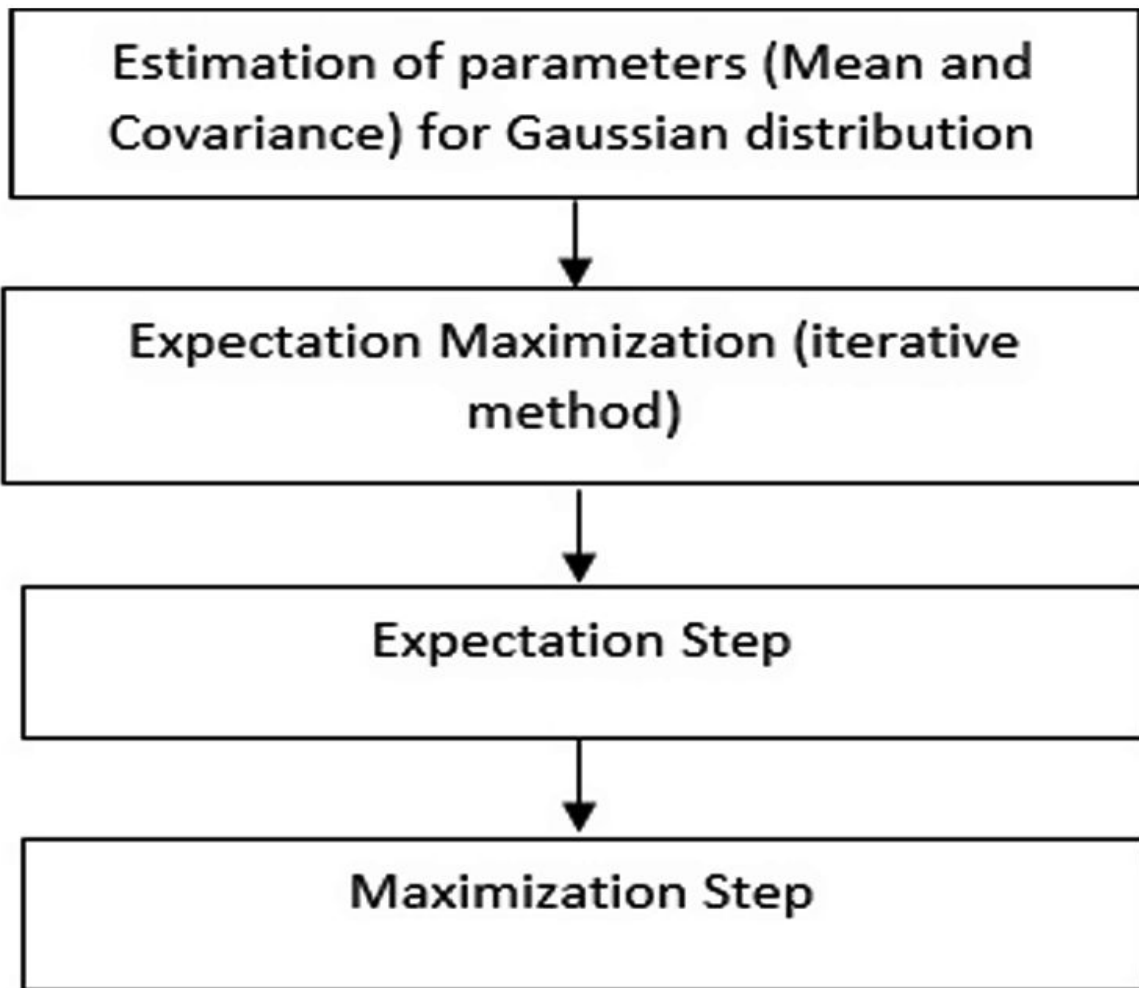 Estimation of parameters (Mean and
Covariance) for Gaussian distribution
Expectation Maximization (iterative
method)
Expectation Step
Maximization Step